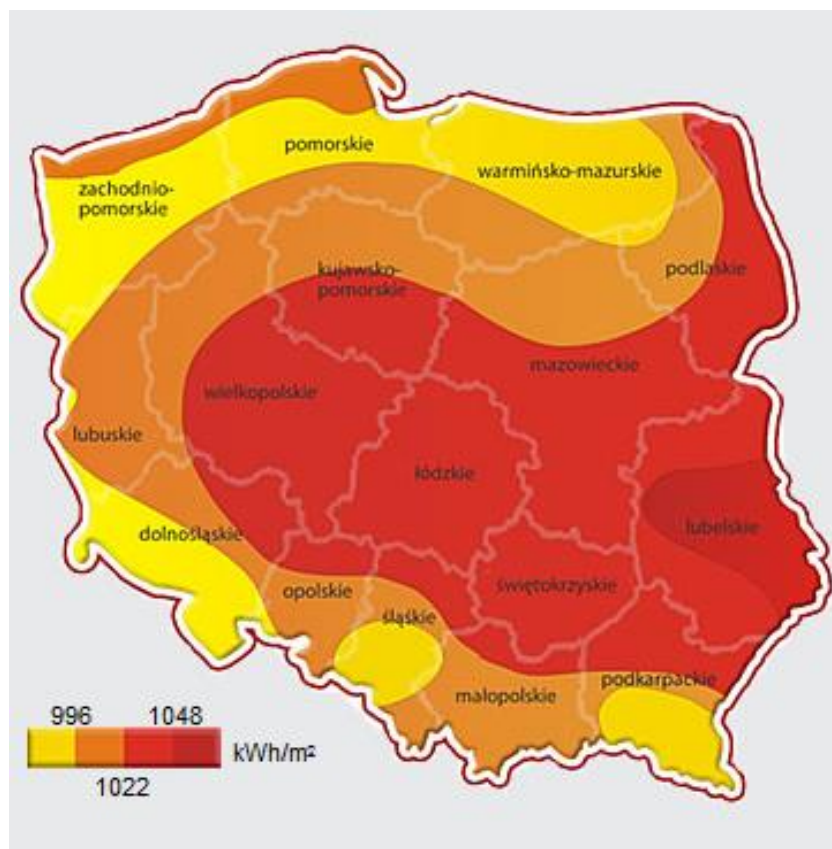 pomorskie
warmińsko-mazurskie
zachodnio-
pomorskie
kujawsko-
pomorskie
podlaskie
mazowieckie
wielkopolskie
lubuskie
łódzkie
lubelskie
dolnośląskie
opolskie
świętokrzyskie
śląskie
małopolskie
podkarpackie
996 1048
kWh/m²
1022